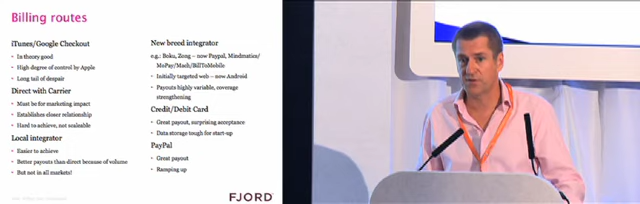 Billing routes
iTunes/Google Checkout
In theory good
High degree of control by Apple
Long tail of despair
Direct with Carrier
Must be for marketing impact
Establishes closer relationship
Hard to achieve, not scaleable
Local integrator
Easier to achieve
Better payouts than direct because of volume
But not in all markets!
New breed integrator
e.g.: Boku, Zong – now Paypal, Mindmatics/
MoPay/Mach/BillToMobile
Initially targeted web – now Android
Payouts highly variable, coverage
strengthening
Credit/Debit Card
Great payout, surprising acceptance
Data storage tough for start-up
PayPal
Great payout
Ramping up
FJORD